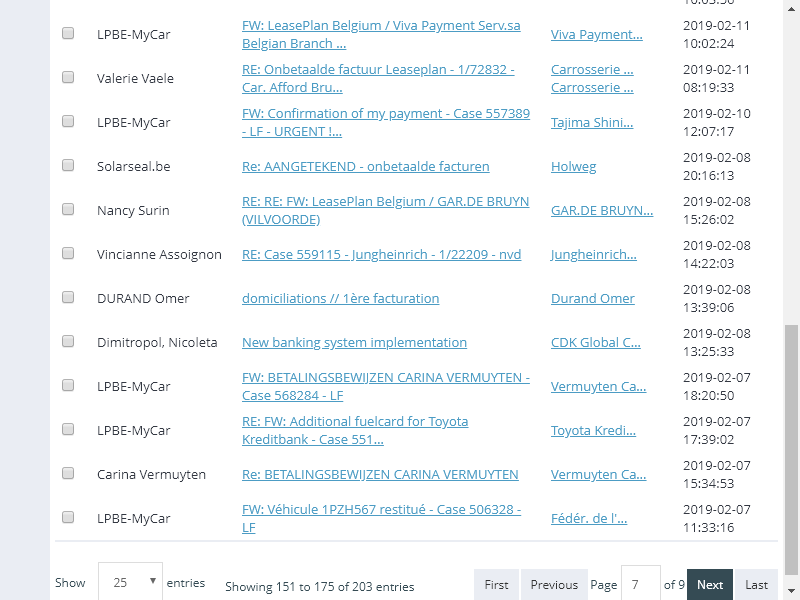 LPBE-MyCar FW: LeasePlan Belgium / Viva Payment Serv.sa Belgian Branch ... Viva Payment... 2019-02-11 10:02:24
Valerie Vaele RE: Onbetaalde factuur Leaseplan - 1/72832 - Car. Afford Bru... Carrosserie ... Carrosserie ... 2019-02-11 08:19:33
LPBE-MyCar FW: Confirmation of my payment - Case 557389 - LF - URGENT !... Tajima Shini... 2019-02-10 12:07:17
Solarseal.be Re: AANGETEKEND - onbetaalde facturen Holweg 2019-02-08 20:16:13
Nancy Surin RE: RE: FW: LeasePlan Belgium / GAR.DE BRUYN (VILVOORDE) GAR.DE BRUYN... 2019-02-08 15:26:02
Vincianne Assoignon RE: Case 559115 - Jungheinrich - 1/22209 - nvd Jungheinrich... 2019-02-08 14:22:03
DURAND Omer domiciliations // 1ère facturation Durand Omer 2019-02-08 13:39:06
Dimitropol, Nicoleta New banking system implementation CDK Global C... 2019-02-08 13:25:33
LPBE-MyCar FW: BETALINGSBEWIJZEN CARINA VERMUYTEN - Case 568284 - LF Vermuyten Ca... 2019-02-07 18:20:50
LPBE-MyCar RE: FW: Additional fuelcard for Toyota Kreditbank - Case 551... Toyota Kredi... 2019-02-07 17:39:02
Carina Vermuyten Re: BETALINGSBEWIJZEN CARINA VERMUYTEN Vermuyten Ca... 2019-02-07 15:34:53
LPBE-MyCar FW: Véhicule 1PZH567 restitué - Case 506328 - LF Fédér. de l'... 2019-02-07 11:33:16
Show 25 entries Showing 151 to 175 of 203 entries First Previous Page 7 of 9 Next Last